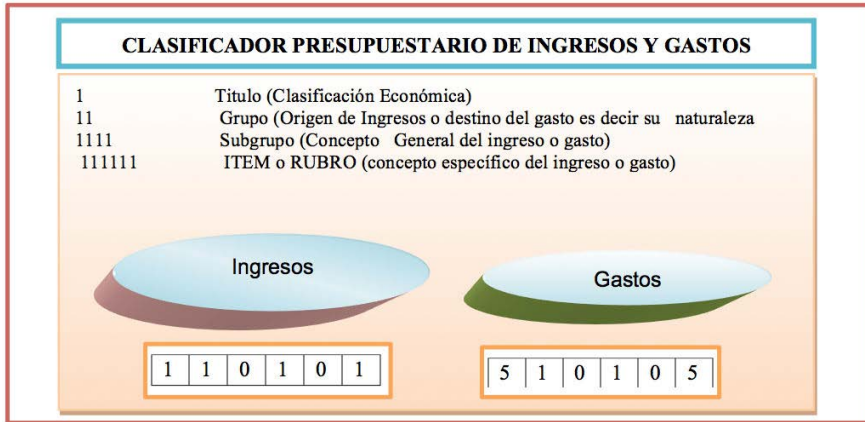 CLASIFICADOR PRESUPUESTARIO DE INGRESOS Y GASTOS
1 Titulo (Clasificación Económica)
11 Grupo (Origen de Ingresos o destino del gasto es decir su naturaleza
1111 Subgrupo (Concepto General del ingreso o gasto)
111111 ITEM o RUBRO (concepto específico del ingreso o gasto)
Ingresos
Gastos
1 1 0 1 0 1
5 1 0 1 0 5